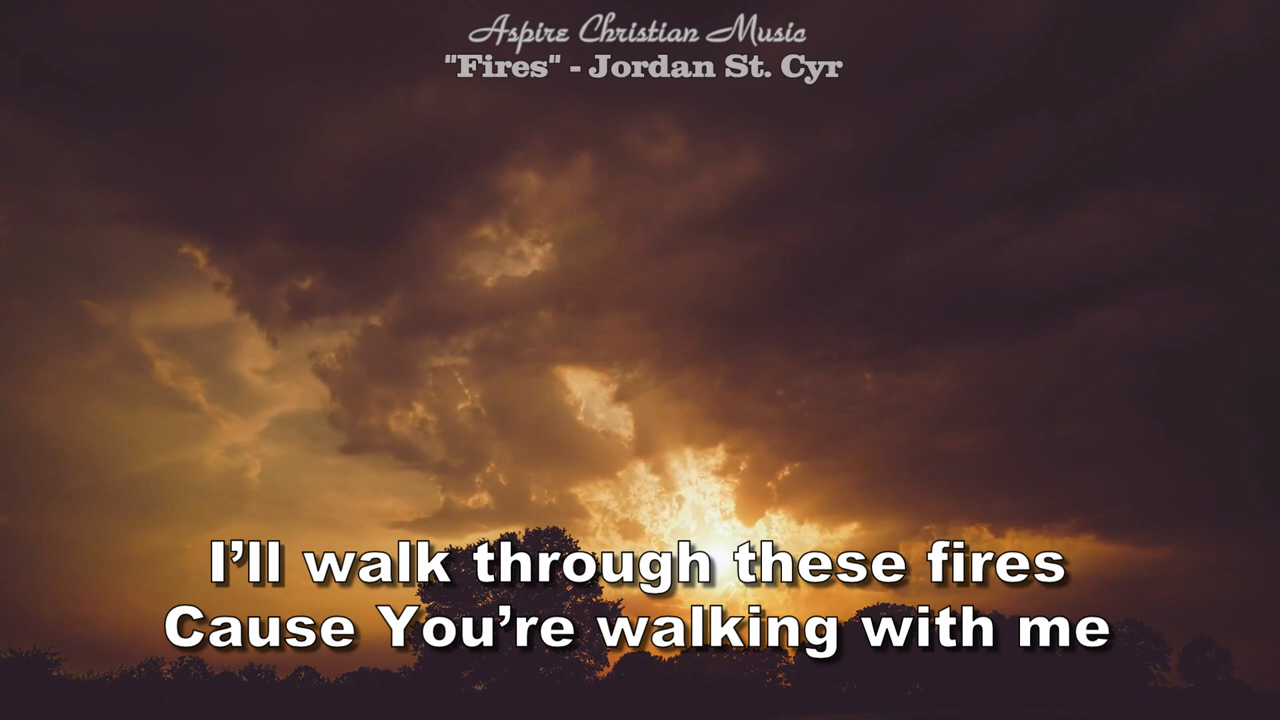 Aspire Christian Music
"Fires" - Jordan St. Cyr
I’ll walk through these fires
Cause You’re walking with me